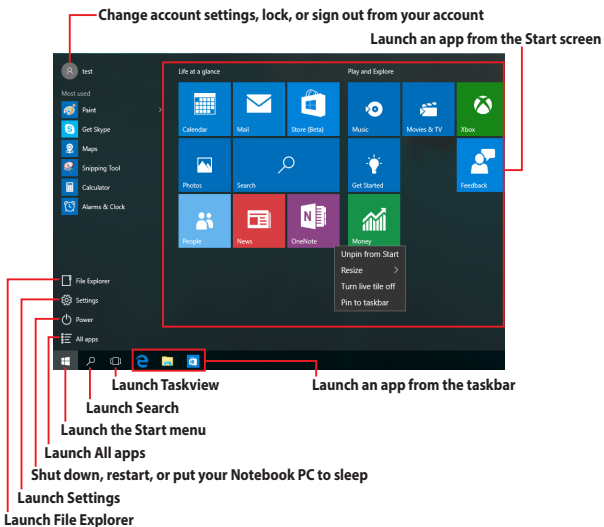 Change account settings, lock, or sign out from your account
Launch an app from the Start screen
test
Life at a glance
Play and Explore
Most used
Paint
Get Skype
Maps
Snipping Tool
Calculator
Alarms & Clock
Calendar
Mail
Store (Beta)
Music
Movies & TV
Xbox
Photos
Search
Get Started
Feedback
People
News
OneNote
Money
Unpin from Start
Resize
Turn live tile off
Pin to taskbar
File Explorer
Settings
Power
All apps
Launch Taskview
Launch an app from the taskbar
Launch Search
Launch the Start menu
Launch All apps
Shut down, restart, or put your Notebook PC to sleep
Launch Settings
Launch File Explorer